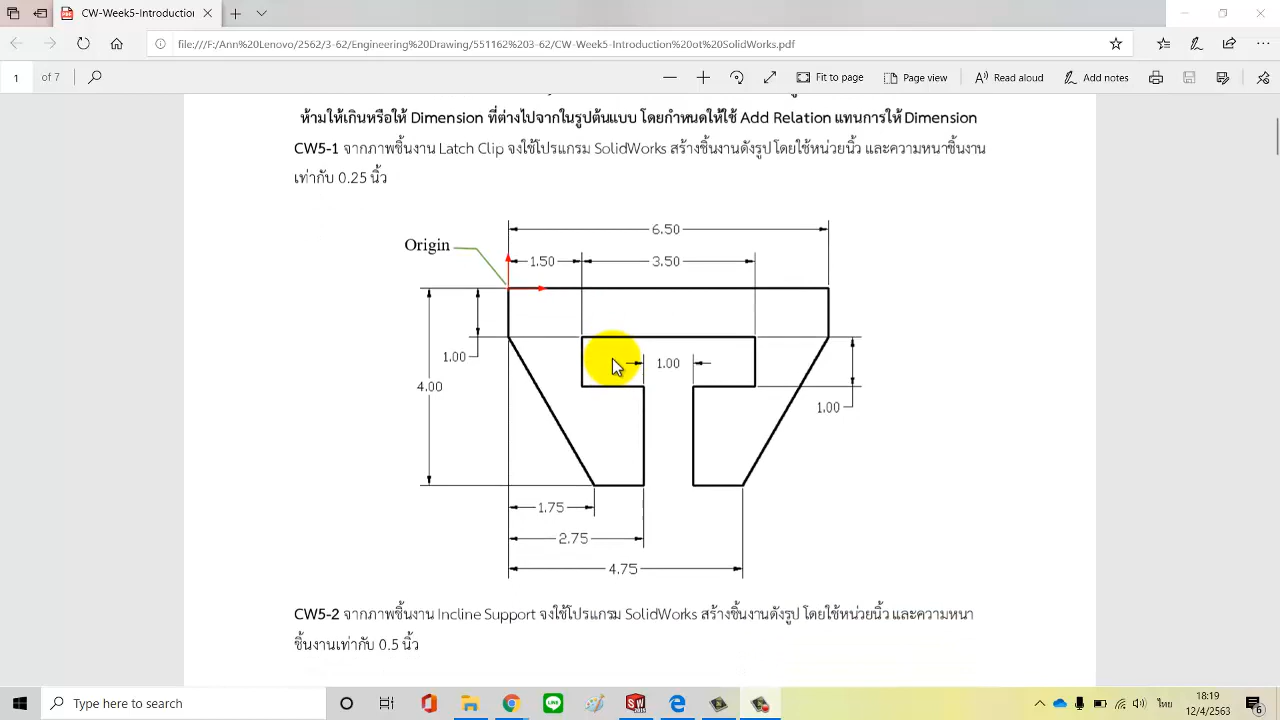 CW-Week5-Introduction
file:///F:/Ann%20Lenovo/2562/3-62/Engineering%20Drawing/551162%203-62/CW-Week5-Introduction%20ot%20SolidWorks.pdf
1 of 7 Fit to page Page view Read aloud Add notes
ห้ามให้เกินหรือให้ Dimension ที่ต่างไปจากในรูปต้นแบบ โดยกำหนดให้ใช้ Add Relation แทนการให้ Dimension
CW5-1 จากภาพชิ้นงาน Latch Clip จงใช้โปรแกรม SolidWorks สร้างชิ้นงานดังรูป โดยใช้หน่วยนิ้ว และความหนาชิ้นงาน
เท่ากับ 0.25 นิ้ว
6.50
Origin
1.50 3.50
1.00 1.00
4.00
1.00
1.75
2.75
4.75
CW5-2 จากภาพชิ้นงาน Incline Support จงใช้โปรแกรม SolidWorks สร้างชิ้นงานดังรูป โดยใช้หน่วยนิ้ว และความหนา
ชิ้นงานเท่ากับ 0.5 นิ้ว
Type here to search
ไทย
18:19
12/4/2563
6